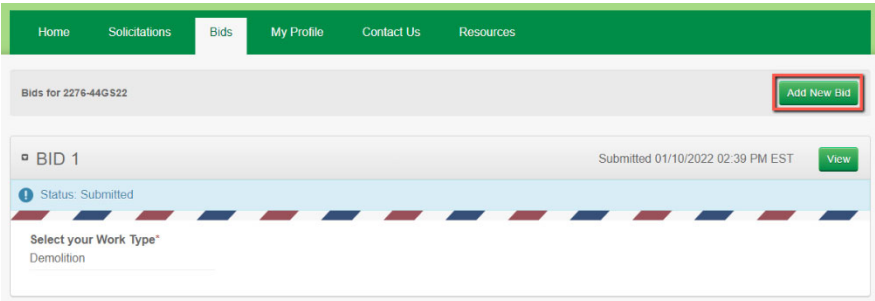 Home Solicitations Bids My Profile Contact Us Resources
Bids for 2276-44GS22 Add New Bid
BID 1 Submitted 01/10/2022 02:39 PM EST View
Status: Submitted
Select your Work Type*
Demolition